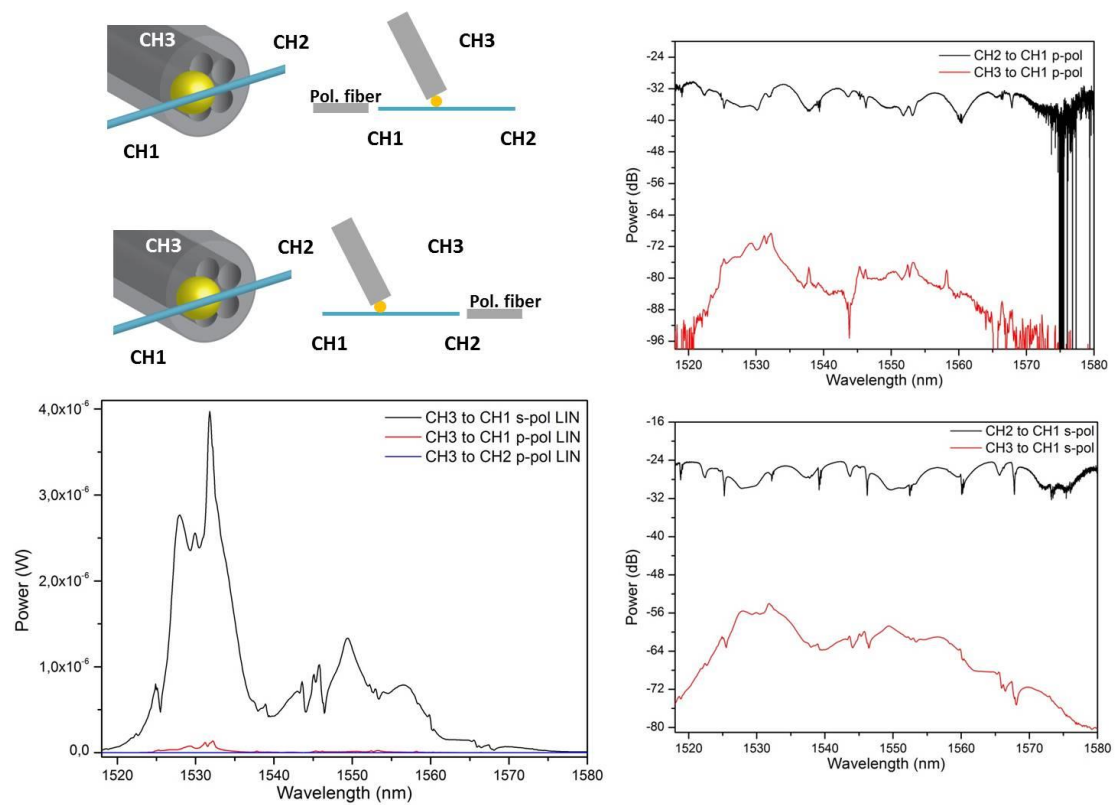 CH3
CH2
CH1
CH3
Pol. fiber
CH1
CH2
CH3
CH2
CH1
CH3
Pol. fiber
CH1
CH2
CH2 to CH1 p-pol
CH3 to CH1 p-pol
Power (dB)
-24
-32
-40
-48
-56
-64
-72
-80
-88
-96
1520 1530 1540 1550 1560 1570 1580
Wavelength (nm)
CH3 to CH1 s-pol LIN
CH3 to CH1 p-pol LIN
CH3 to CH2 p-pol LIN
Power (W)
4,0x10⁻⁶
3,0x10⁻⁶
2,0x10⁻⁶
1,0x10⁻⁶
0,0
1520 1530 1540 1550 1560 1570 1580
Wavelength (nm)
CH2 to CH1 s-pol
CH3 to CH1 s-pol
Power (dB)
-16
-24
-32
-40
-48
-56
-64
-72
-80
1520 1530 1540 1550 1560 1570 1580
Wavelength (nm)